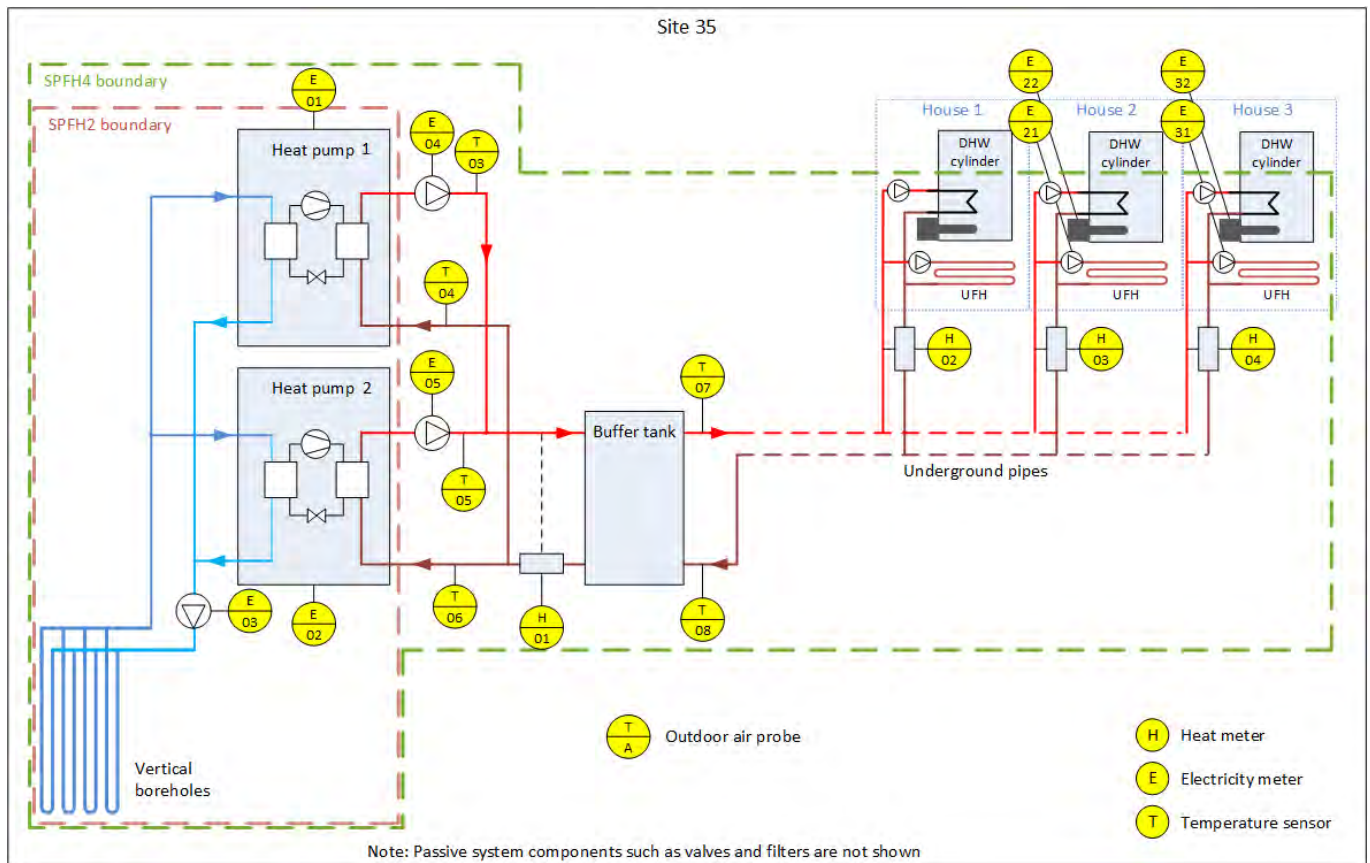 Site 35
SPFH4 boundary
SPFH2 boundary
E
01
Heat pump 1
E
04
T
03
T
04
Heat pump 2
E
05
T
05
T
06
H
01
E
03
E
02
Vertical
boreholes
Buffer tank
T
07
T
08
Underground pipes
E
22
E
32
House 1
House 2
House 3
E
21
E
31
DHW
cylinder
DHW
cylinder
DHW
cylinder
UFH
UFH
UFH
H
02
H
03
H
04
T
A
Outdoor air probe
H
Heat meter
E
Electricity meter
T
Temperature sensor
Note: Passive system components such as valves and filters are not shown